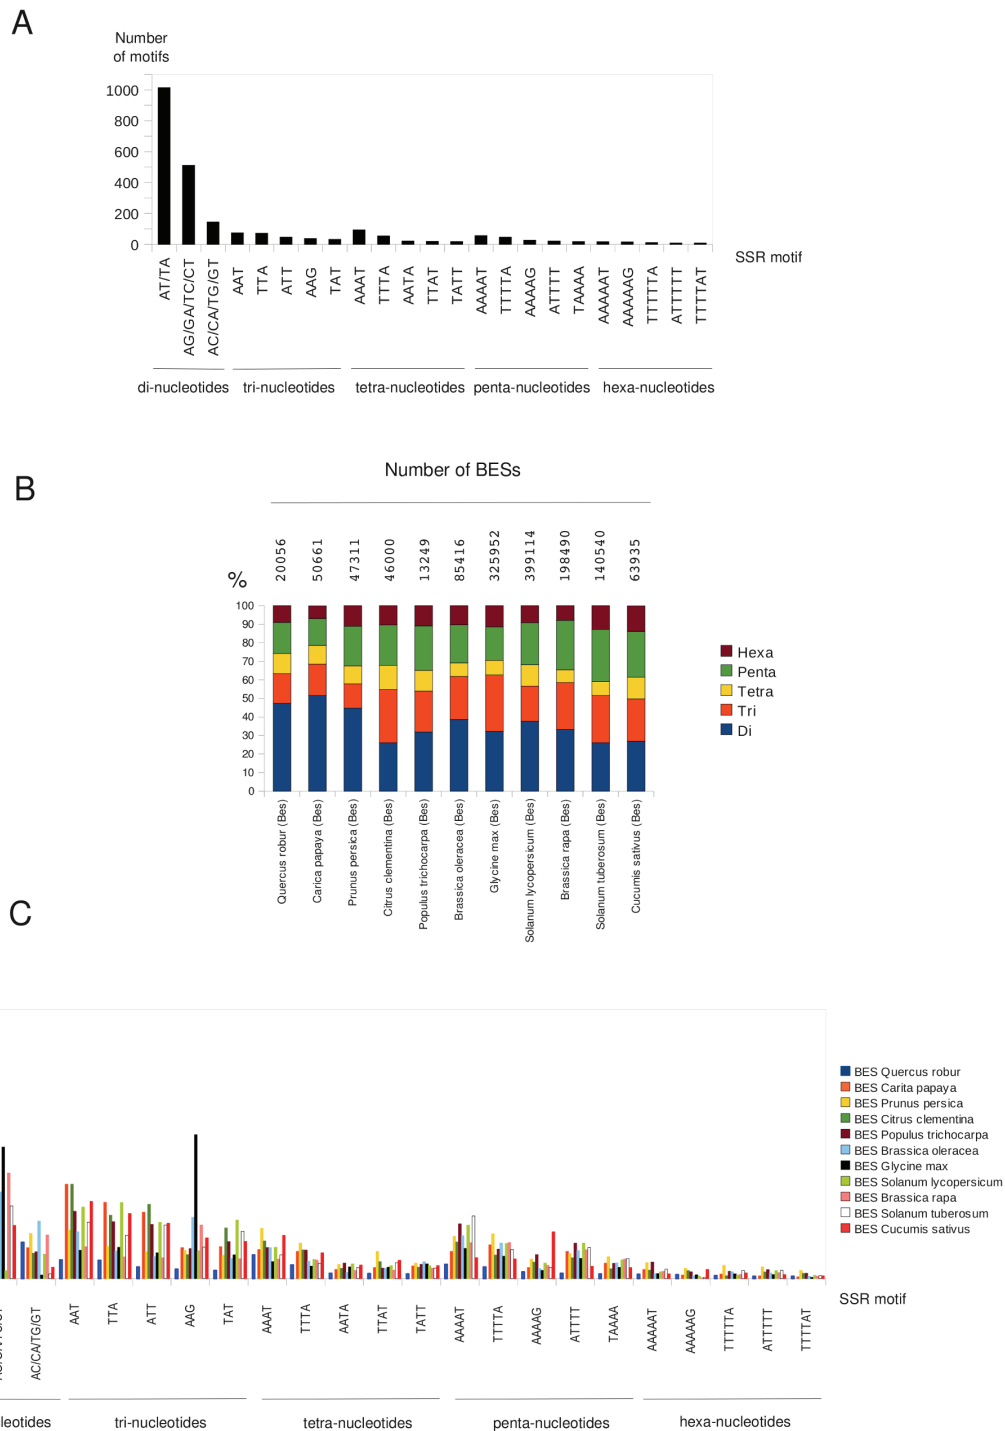 A
Number
of motifs
1000
800
600
400
200
0
AT/TA
AG/GA/TC/CT
AC/CA/TG/GT
AAT
TTA
ATT
AAG
TAT
AAAT
TTTA
AATA
TTAT
TATT
AAAAT
TTTTA
AAAAG
ATTTT
TAAAA
AAAAAT
AAAAAG
TTTTTA
ATTTTT
TTTTAT
SSR motif
di-nucleotides
tri-nucleotides
tetra-nucleotides
penta-nucleotides
hexa-nucleotides
B
Number of BESs
%
20056
50661
47311
46000
13249
85416
325952
399114
198490
140540
63935
100
90
80
70
60
50
40
30
20
10
0
Hexa
Penta
Tetra
Tri
Di
Quercus robur (Bes)
Carica papaya (Bes)
Prunus persica (Bes)
Citrus clementina (Bes)
Populus trichocarpa (Bes)
Brassica oleracea (Bes)
Glycine max (Bes)
Solanum lycopersicum (Bes)
Brassica rapa (Bes)
Solanum tuberosum (Bes)
Cucumis sativus (Bes)
C
BES Quercus robur
BES Carita papaya
BES Prunus persica
BES Citrus clementina
BES Populus trichocarpa
BES Brassica oleracea
BES Glycine max
BES Solanum lycopersicum
BES Brassica rapa
BES Solanum tuberosum
BES Cucumis sativus
AC/CA/TG/GT
AAT
TTA
ATT
AAG
TAT
AAAT
TTTA
AATA
TTAT
TATT
AAAAT
TTTTA
AAAAG
ATTTT
TAAAA
AAAAAT
AAAAAG
TTTTTA
ATTTTT
TTTTAT
SSR motif
leotides
tri-nucleotides
tetra-nucleotides
penta-nucleotides
hexa-nucleotides